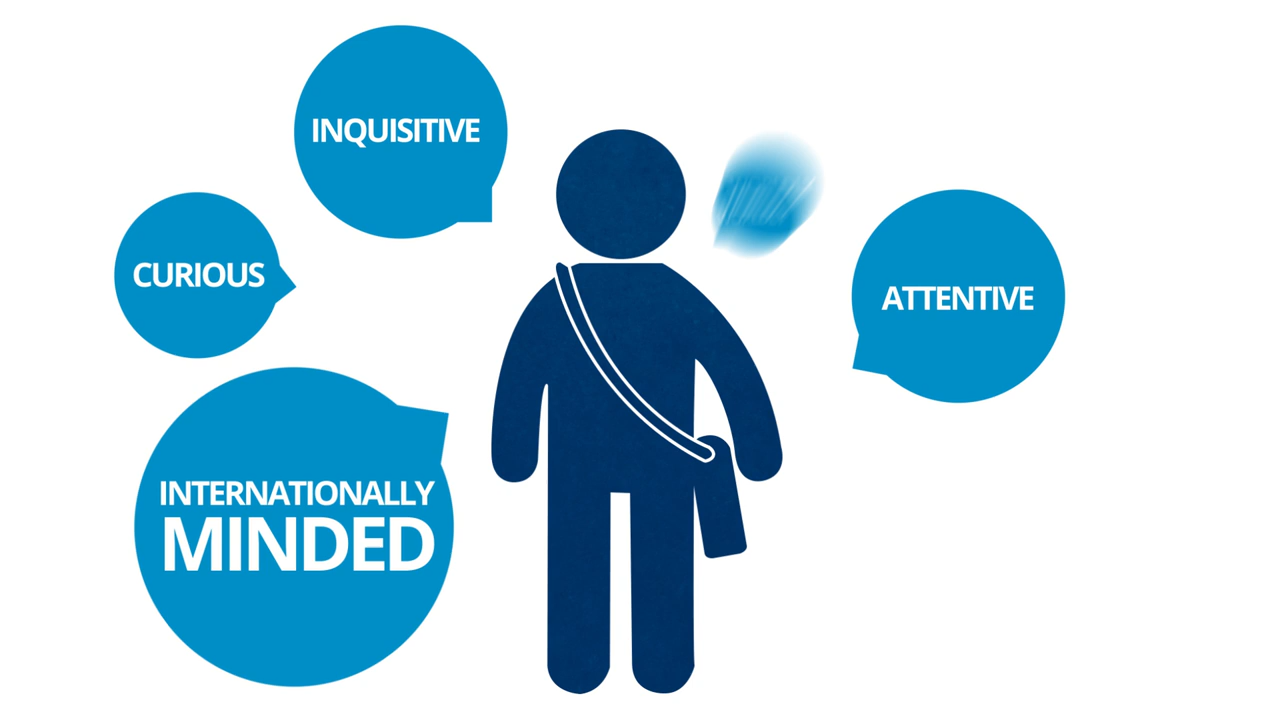 INQUISITIVE
CURIOUS
ATTENTIVE
INTERNATIONALLY
MINDED